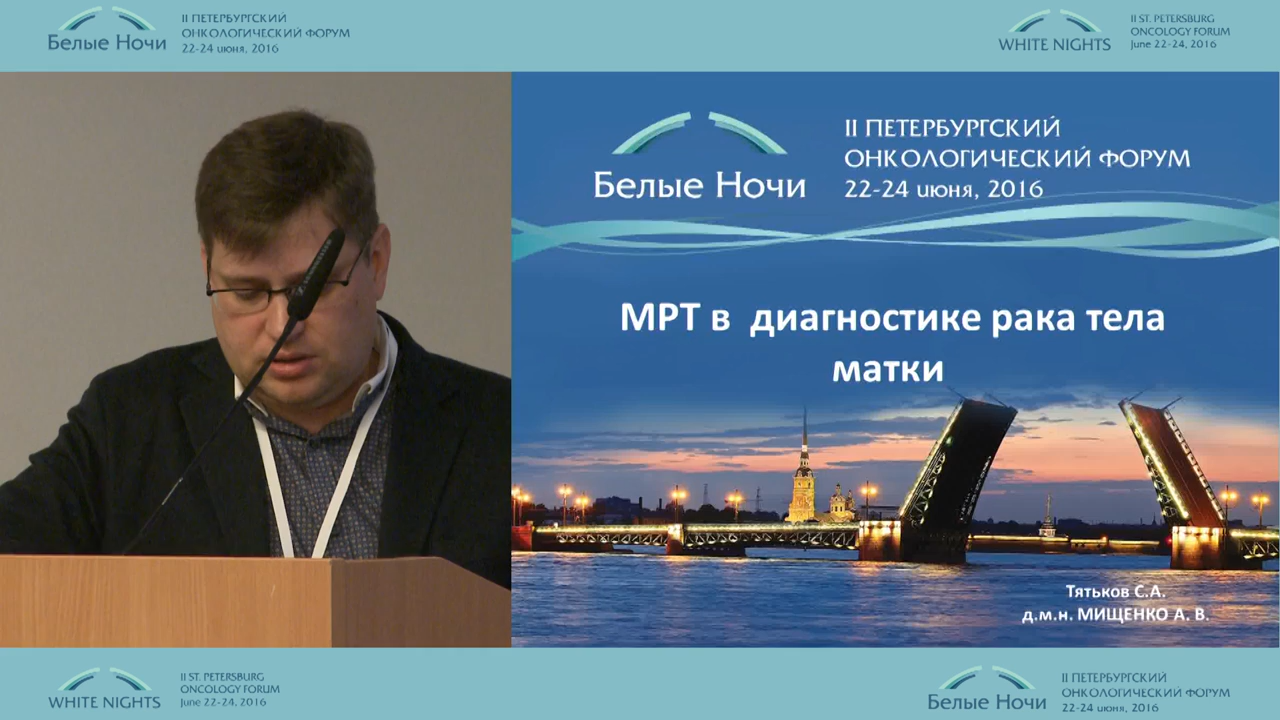 Белые Ночи
II ПЕТЕРБУРГСКИЙ
ОНКОЛОГИЧЕСКИЙ ФОРУМ
22-24 июня, 2016
WHITE NIGHTS
II ST. PETERSBURG
ONCOLOGY FORUM
June 22-24, 2016
Белые Ночи
II ПЕТЕРБУРГСКИЙ
ОНКОЛОГИЧЕСКИЙ ФОРУМ
22-24 июня, 2016
МРТ в диагностике рака тела
матки
Тятьков С.А.
д.м.н. МИЩЕНКО А. В.
WHITE NIGHTS
II ST. PETERSBURG
ONCOLOGY FORUM
June 22-24, 2016
Белые Ночи
II ПЕТЕРБУРГСКИЙ
ОНКОЛОГИЧЕСКИЙ ФОРУМ
22-24 июня, 2016